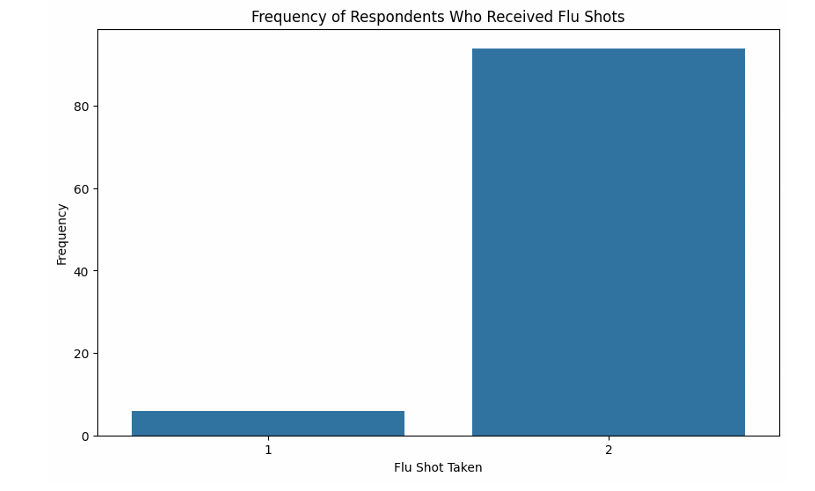 Frequency of Respondents Who Received Flu Shots
80
60
40
20
0
Frequency
1 2
Flu Shot Taken